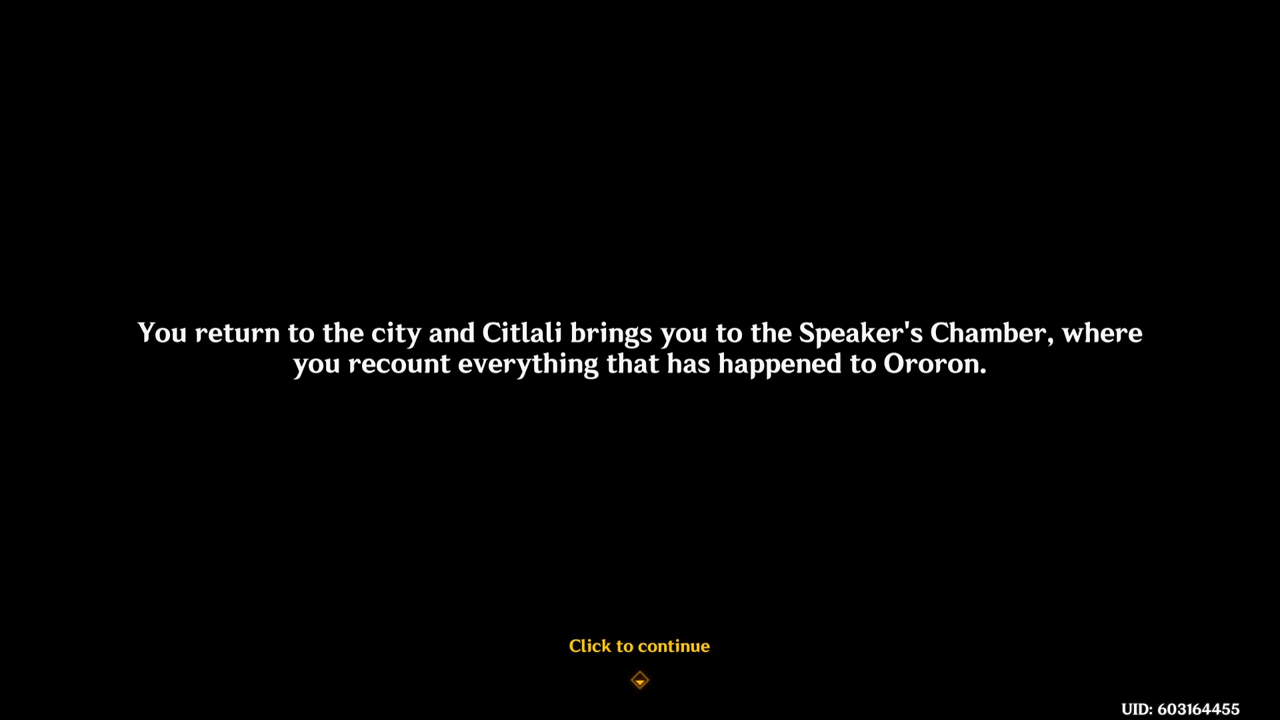 You return to the city and Citlali brings you to the Speaker's Chamber, where
you recount everything that has happened to Ororon.
Click to continue
UID: 603164455